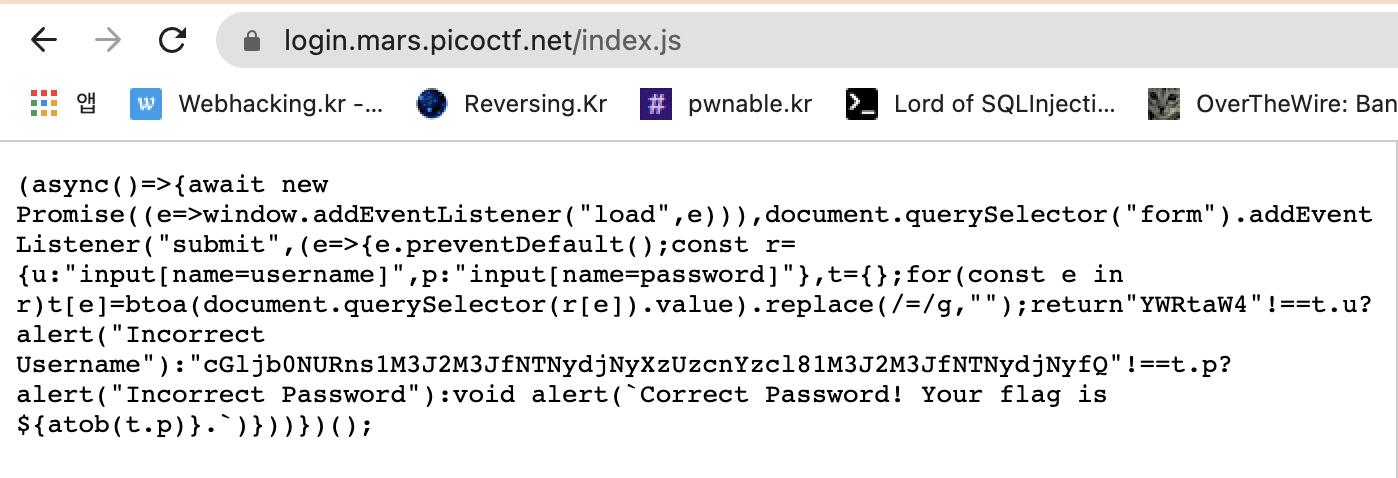 login.mars.picoctf.net/index.js
앱 w Webhacking.kr -... Reversing.Kr # pwnable.kr >_ Lord of SQLInjecti... OverTheWire: Ban
(async()=>{await new
Promise((e=>window.addEventListener("load",e))),document.querySelector("form").addEvent
Listener("submit",(e=>{e.preventDefault();const r=
{u:"input[name=username]",p:"input[name=password]"},t={};for(const e in
r)t[e]=btoa(document.querySelector(r[e]).value).replace(/=/g,"");return"YWRtaW4"!==t.u?
alert("Incorrect
Username"):"cGljb0NURns1M3J2M3JfNTNydjNyXzUzcnYzcl81M3J2M3JfNTNydjNyfQ"!==t.p?
alert("Incorrect Password"):void alert(`Correct Password! Your flag is
${atob(t.p)}.`)}))})();